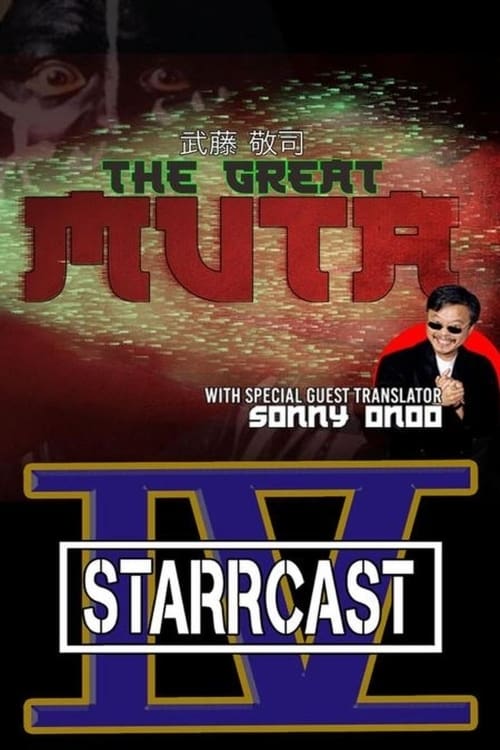 武藤 敬司
THE GREAT
MUTA
WITH SPECIAL GUEST TRANSLATOR
SONNY ONOO
IV
STARRCAST